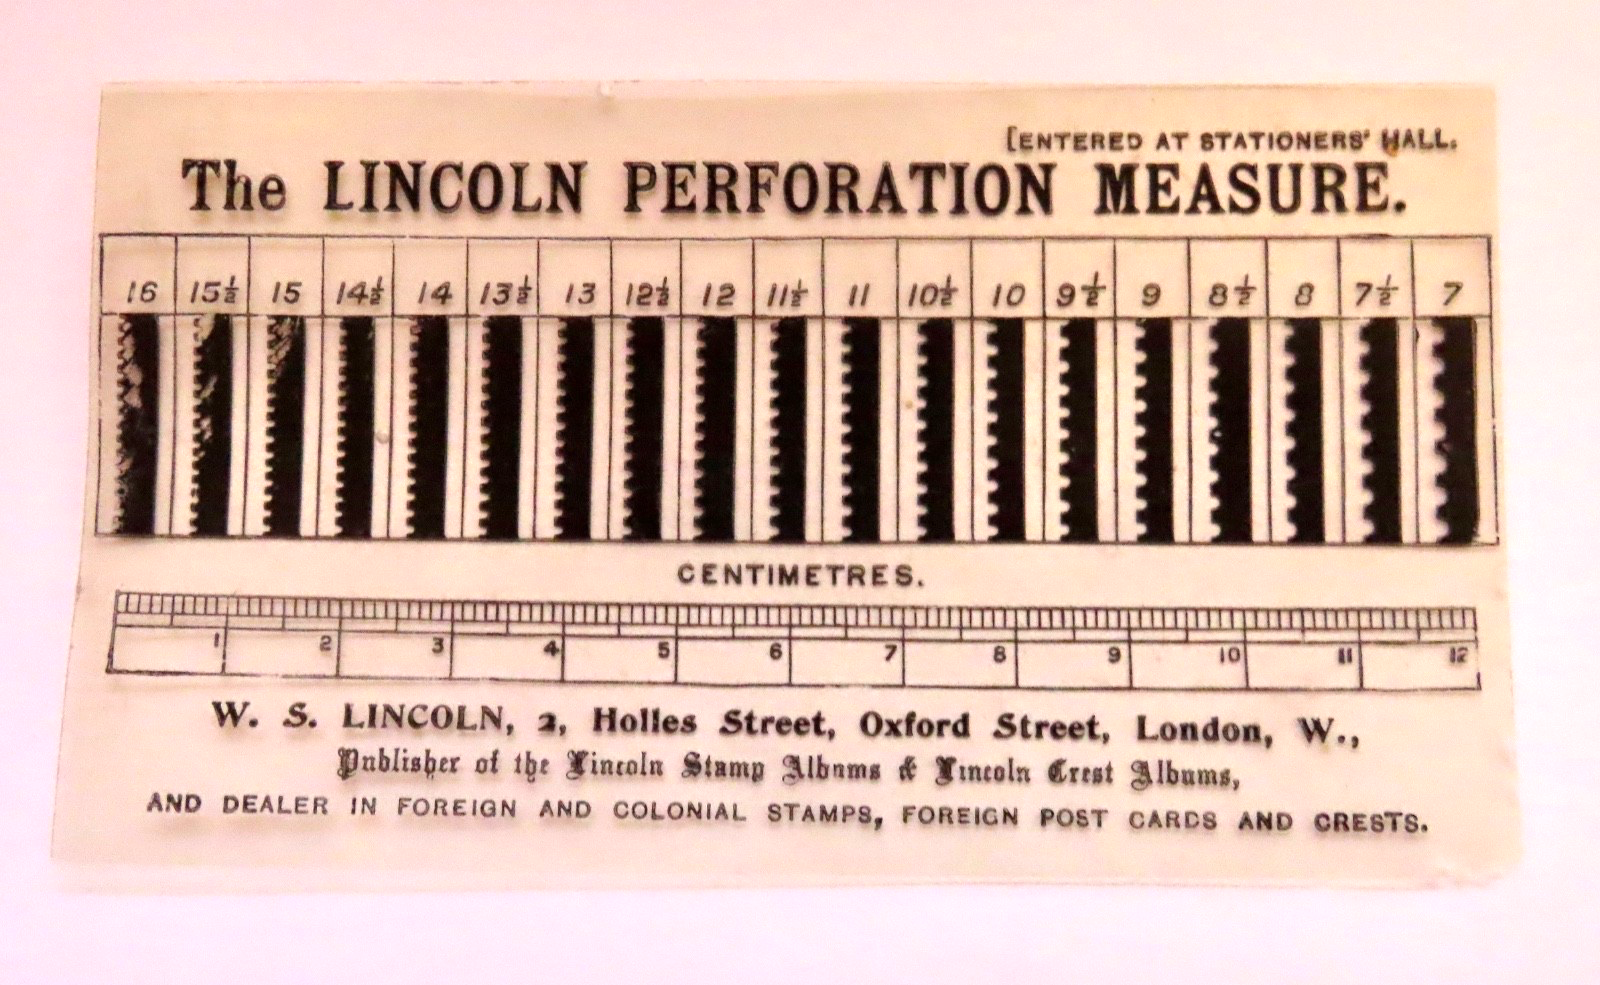 [ENTERED AT STATIONERS' HALL.
The LINCOLN PERFORATION MEASURE.
16 15½ 15 14½ 14 13½ 13 12½ 12 11½ 11 10½ 10 9½ 9 8½ 8 7½ 7
CENTIMETRES.
1 2 3 4 5 6 7 8 9 10 11 12
W. S. LINCOLN, 2, Holles Street, Oxford Street, London, W.,
Publisher of the Lincoln Stamp Albums & Lincoln Crest Albums,
AND DEALER IN FOREIGN AND COLONIAL STAMPS, FOREIGN POST CARDS AND CRESTS.